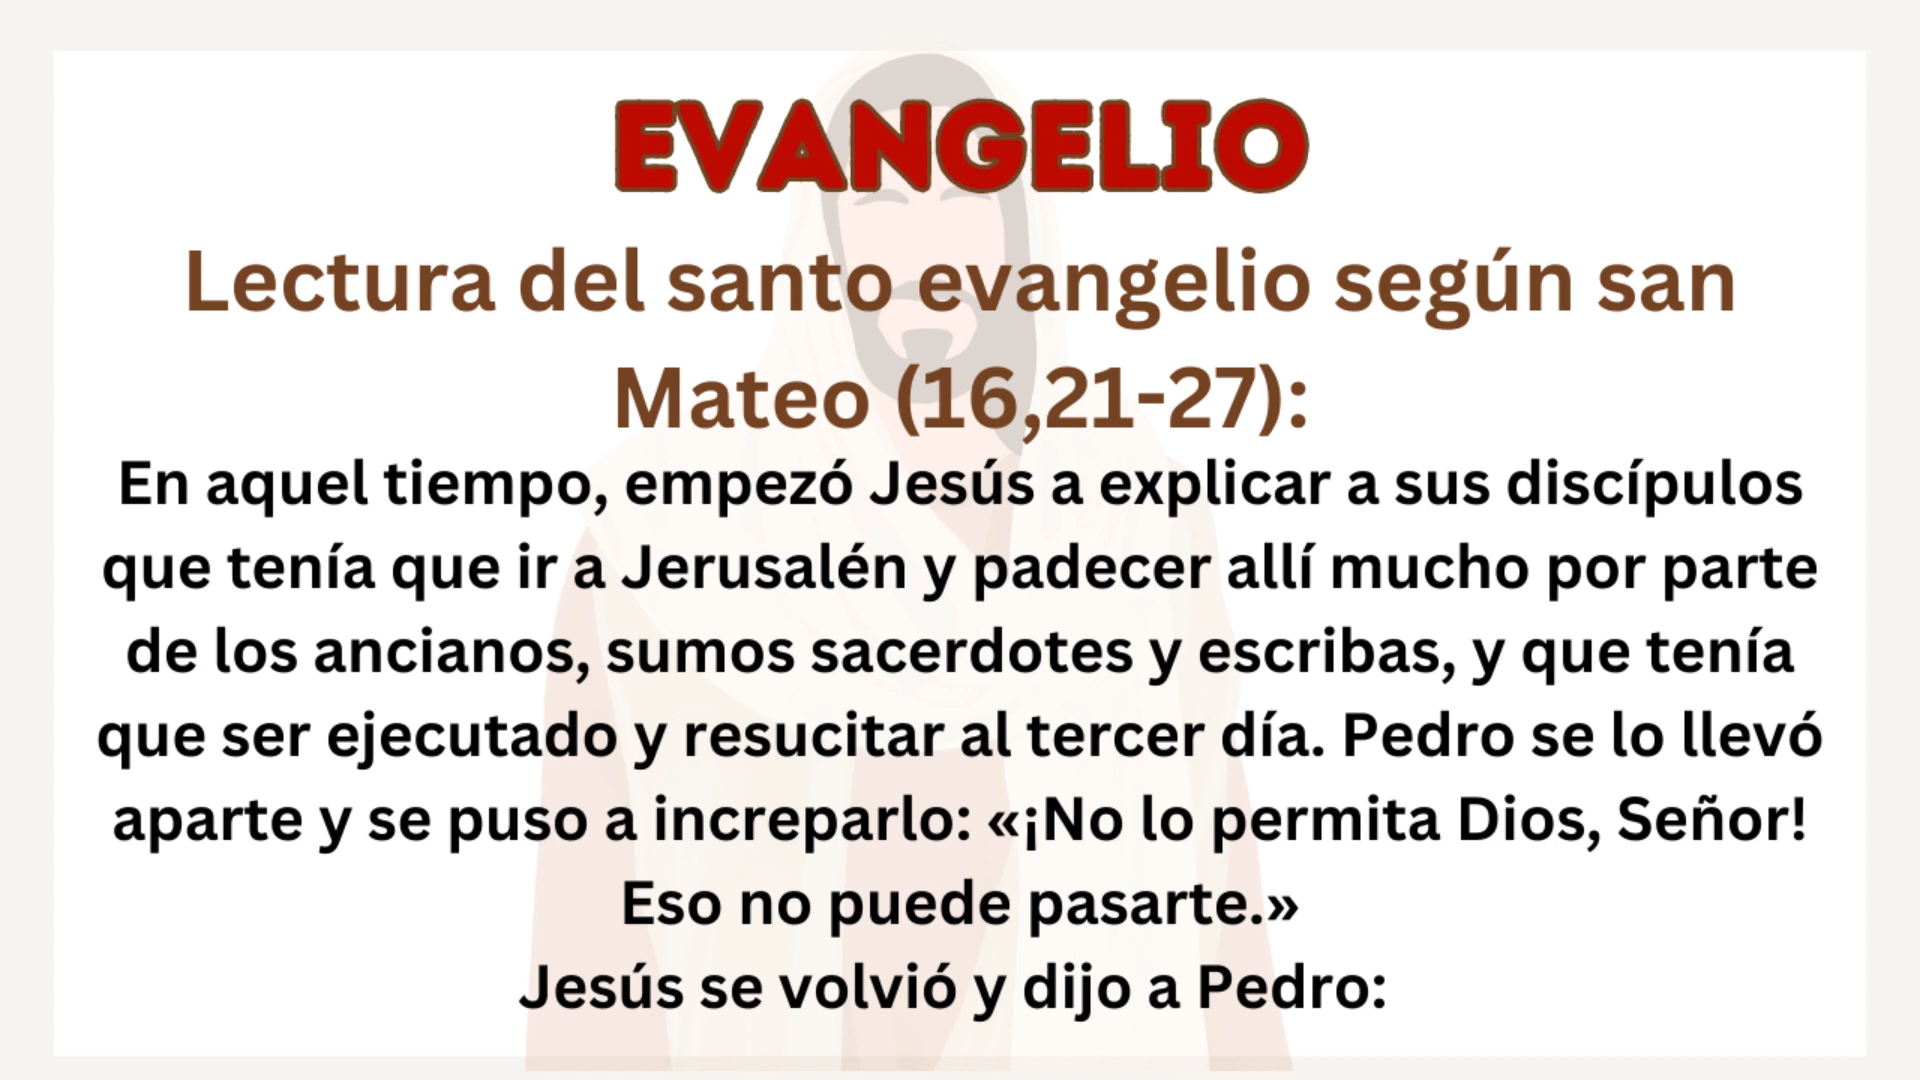 EVANGELIO
Lectura del santo evangelio según san
Mateo (16,21-27):
En aquel tiempo, empezó Jesús a explicar a sus discípulos
que tenía que ir a Jerusalén y padecer allí mucho por parte
de los ancianos, sumos sacerdotes y escribas, y que tenía
que ser ejecutado y resucitar al tercer día. Pedro se lo llevó
aparte y se puso a increparlo: «¡No lo permita Dios, Señor!
Eso no puede pasarte.»
Jesús se volvió y dijo a Pedro: